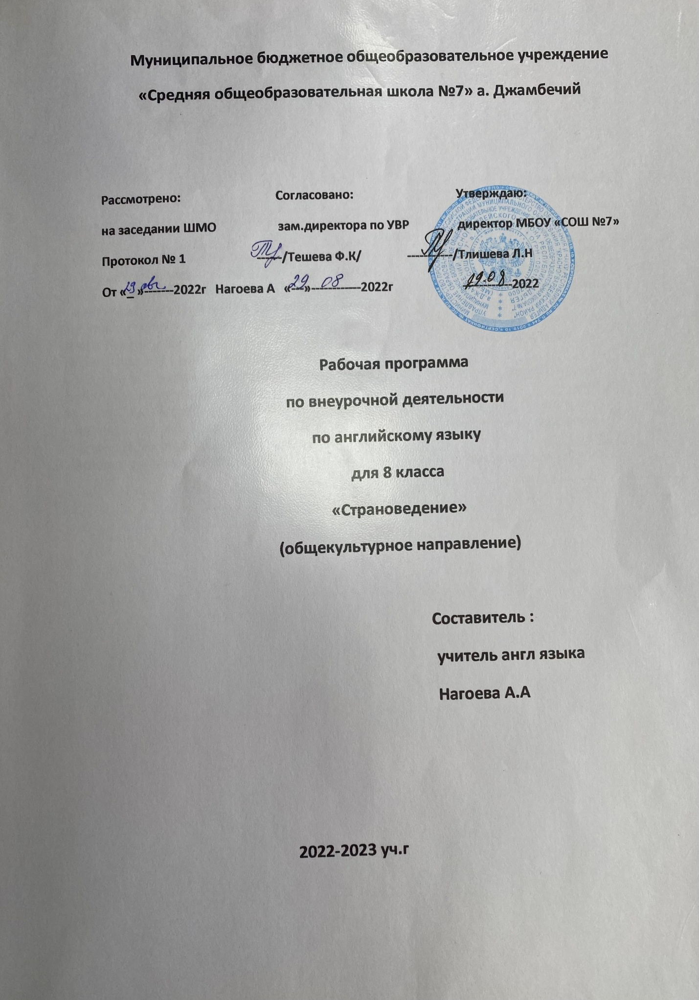 Муниципальное бюджетное общеобразовательное учреждение
«Средняя общеобразовательная школа №7» а. Джамбечий
Рассмотрено: Согласовано: Утверждаю:
на заседании ШМО зам.директора по УВР директор МБОУ «СОШ №7»
Протокол № 1 ------/Тешева Ф.К/ ------------/Тлишева Л.Н
От «29» авг 2022г Нагоева А «29» 08 2022г 29.08 2022
Рабочая программа
по внеурочной деятельности
по английскому языку
для 8 класса
«Страноведение»
(общекультурное направление)
Составитель :
учитель англ языка
Нагоева А.А
2022-2023 уч.г